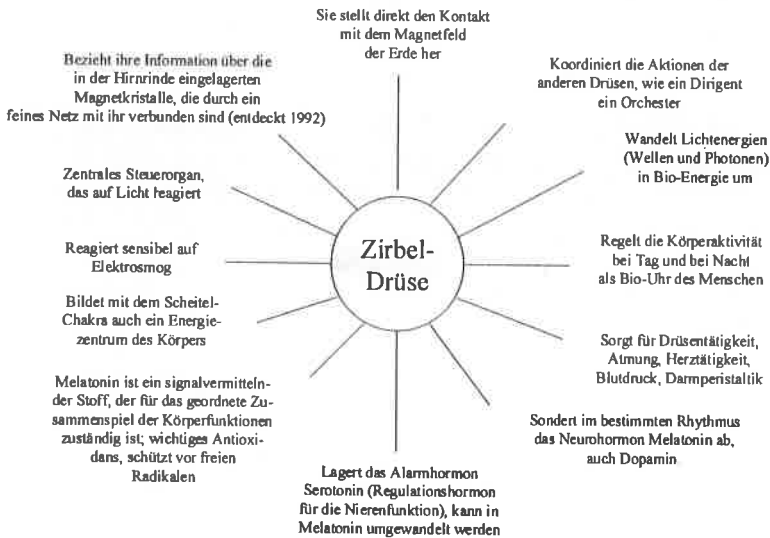 Sie stellt direkt den Kontakt
mit dem Magnetfeld
der Erde her
Bezieht ihre Information über die
in der Hirnrinde eingelagerten
Magnetkristalle, die durch ein
feines Netz mit ihr verbunden sind (entdeckt 1992)
Koordiniert die Aktionen der
anderen Drüsen, wie ein Dirigent
ein Orchester
Wandelt Lichtenergien
(Wellen und Photonen)
in Bio-Energie um
Zentrales Steuerorgan,
das auf Licht reagiert
Zirbel-
Drüse
Reagiert sensibel auf
Elektrosmog
Regelt die Körperaktivität
bei Tag und bei Nacht
als Bio-Uhr des Menschen
Bildet mit dem Scheitel-
Chakra auch ein Energie-
zentrum des Körpers
Sorgt für Drüsentätigkeit,
Atmung, Herztätigkeit,
Blutdruck, Darmperistaltik
Melatonin ist ein signalvermitteln-
der Stoff, der für das geordnete Zu-
sammenspiel der Körperfunktionen
zuständig ist; wichtiges Antioxi-
dans, schützt vor freien
Radikalen
Sondert im bestimmten Rhythmus
das Neurohormon Melatonin ab,
auch Dopamin
Lagert das Alarmhormon
Serotonin (Regulationshormon
für die Nierenfunktion), kann in
Melatonin umgewandelt werden